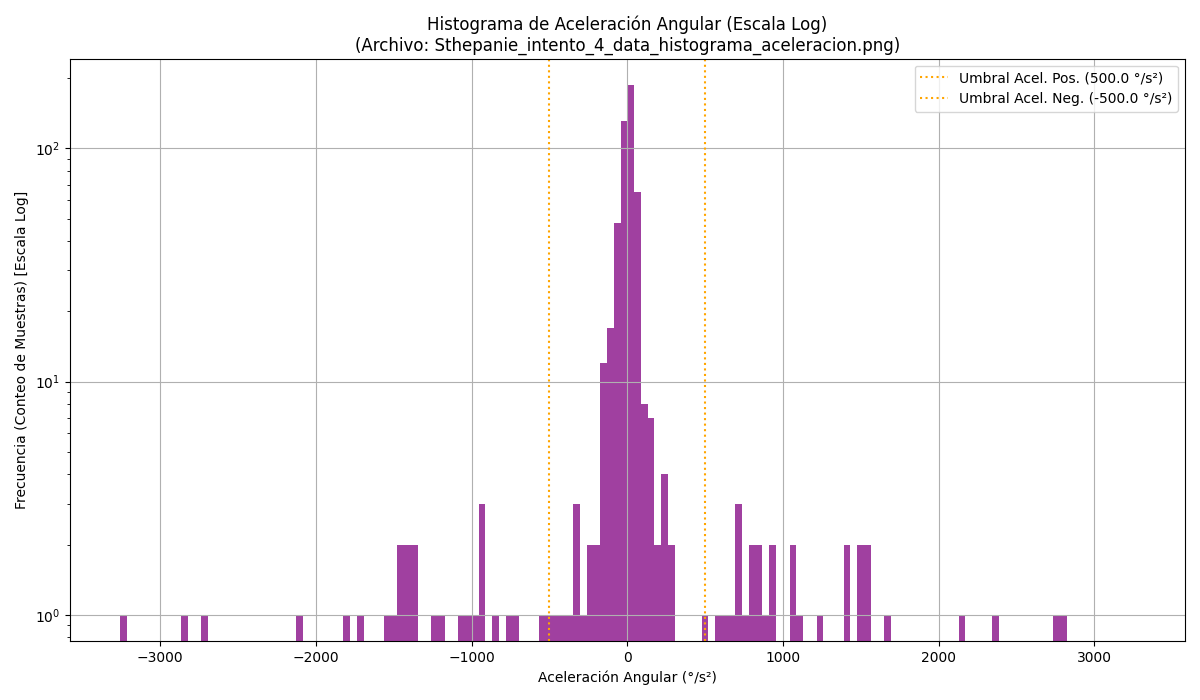 Histograma de Aceleración Angular (Escala Log)
(Archivo: Sthepanie_intento_4_data_histograma_aceleracion.png)
Umbral Acel. Pos. (500.0 °/s²)
Umbral Acel. Neg. (-500.0 °/s²)
Frecuencia (Conteo de Muestras) [Escala Log]
10²
10¹
10⁰
−3000 −2000 −1000 0 1000 2000 3000
Aceleración Angular (°/s²)